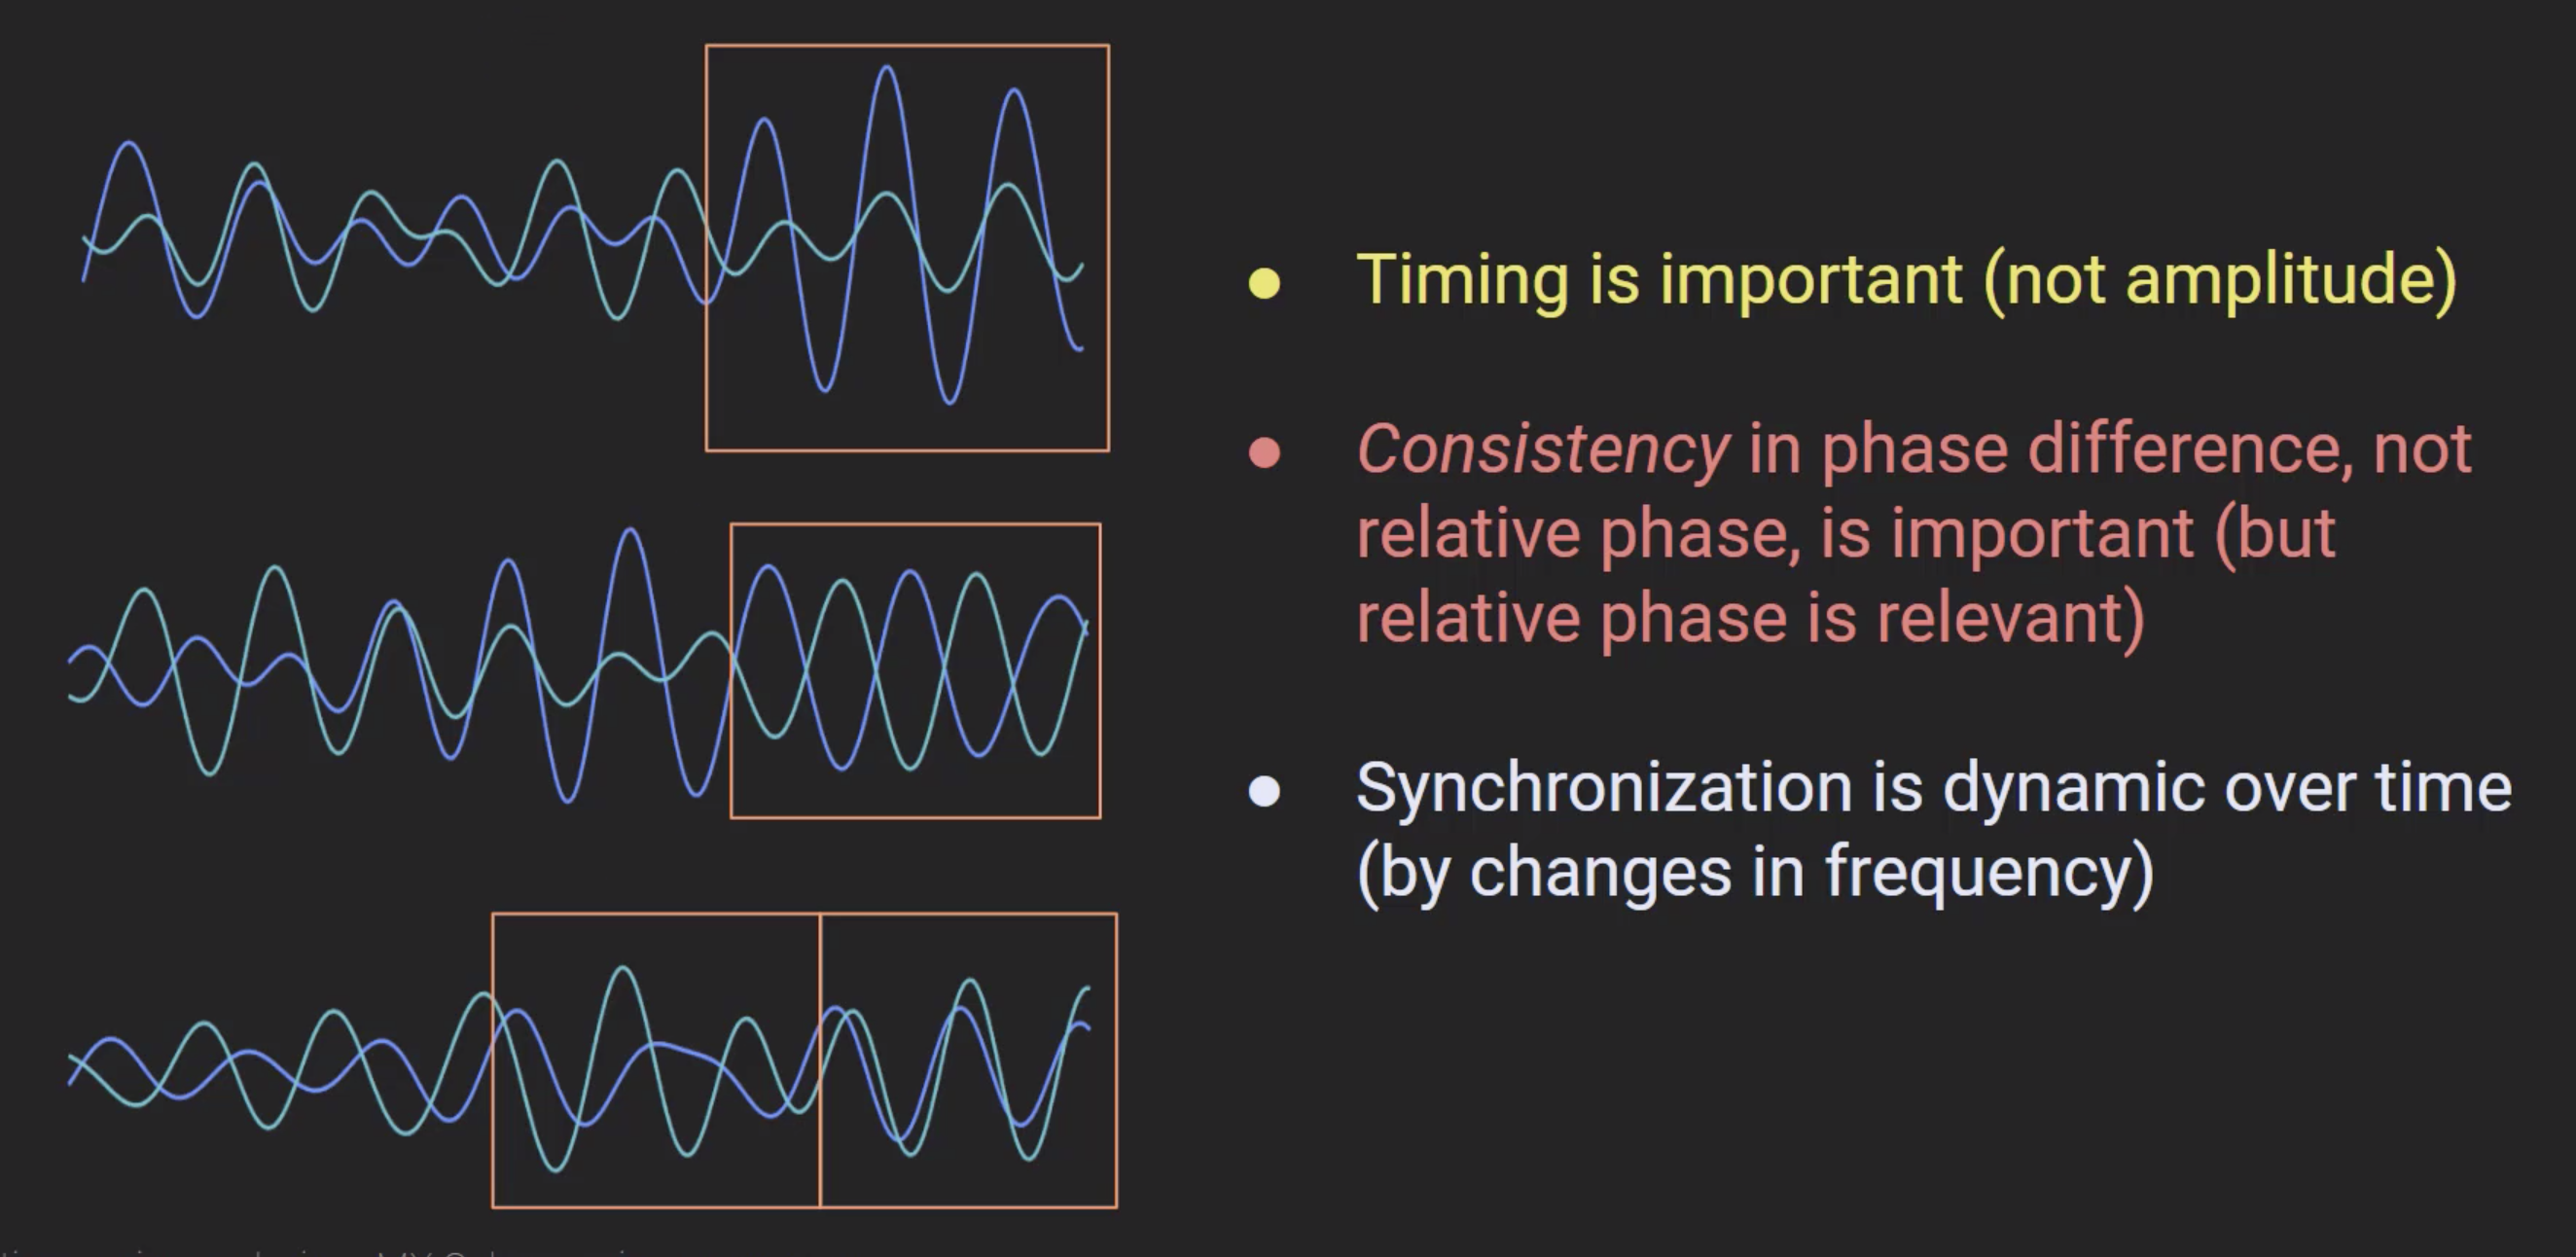 Timing is important (not amplitude)
Consistency in phase difference, not
relative phase, is important (but
relative phase is relevant)
Synchronization is dynamic over time
(by changes in frequency)